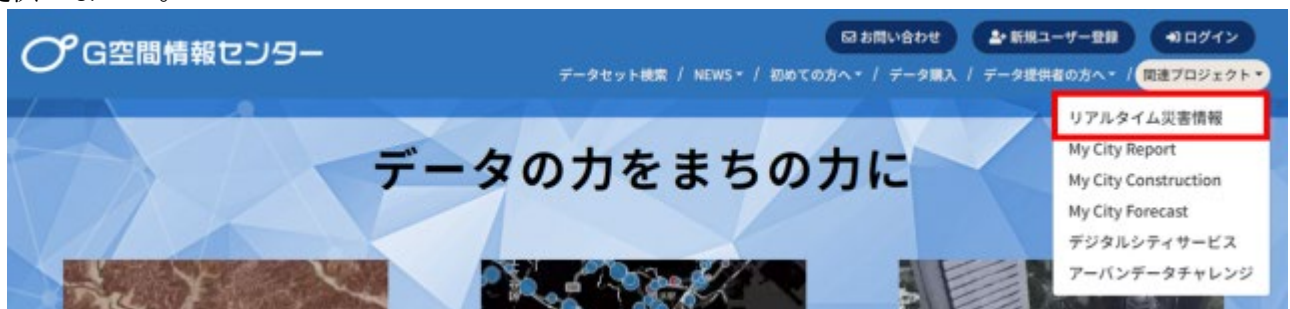 G空間情報センター
お問い合わせ 新規ユーザー登録 ログイン
データセット検索 / NEWS / 初めての方へ / データ購入 / データ提供者の方へ / 関連プロジェクト
リアルタイム災害情報
My City Report
My City Construction
My City Forecast
デジタルシティサービス
アーバンデータチャレンジ
データの力をまちの力に